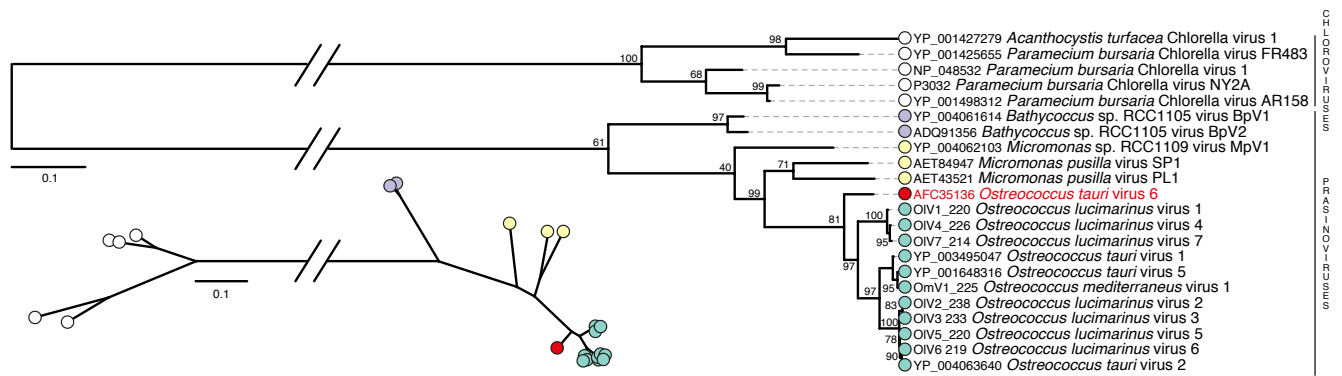 98
YP_001427279 Acanthocystis turfacea Chlorella virus 1
YP_001425655 Paramecium bursaria Chlorella virus FR483
100
68
NP_048532 Paramecium bursaria Chlorella virus 1
99
P3032 Paramecium bursaria Chlorella virus NY2A
YP_001498312 Paramecium bursaria Chlorella virus AR158
CHLOROVIRUSES
97
YP_004061614 Bathycoccus sp. RCC1105 virus BpV1
ADQ91356 Bathycoccus sp. RCC1105 virus BpV2
61
YP_004062103 Micromonas sp. RCC1109 virus MpV1
0.1
40
71
AET84947 Micromonas pusilla virus SP1
AET43521 Micromonas pusilla virus PL1
99
AFC35136 Ostreococcus tauri virus 6
81
100
OlV1_220 Ostreococcus lucimarinus virus 1
OlV4_226 Ostreococcus lucimarinus virus 4
95
OlV7_214 Ostreococcus lucimarinus virus 7
97
YP_003495047 Ostreococcus tauri virus 1
YP_001648316 Ostreococcus tauri virus 5
95
OmV1_225 Ostreococcus mediterraneus virus 1
97
83
OlV2_238 Ostreococcus lucimarinus virus 2
100
OlV3 233 Ostreococcus lucimarinus virus 3
78
OlV5_220 Ostreococcus lucimarinus virus 5
90
OlV6 219 Ostreococcus lucimarinus virus 6
YP_004063640 Ostreococcus tauri virus 2
PRASINOVIRUSES
0.1